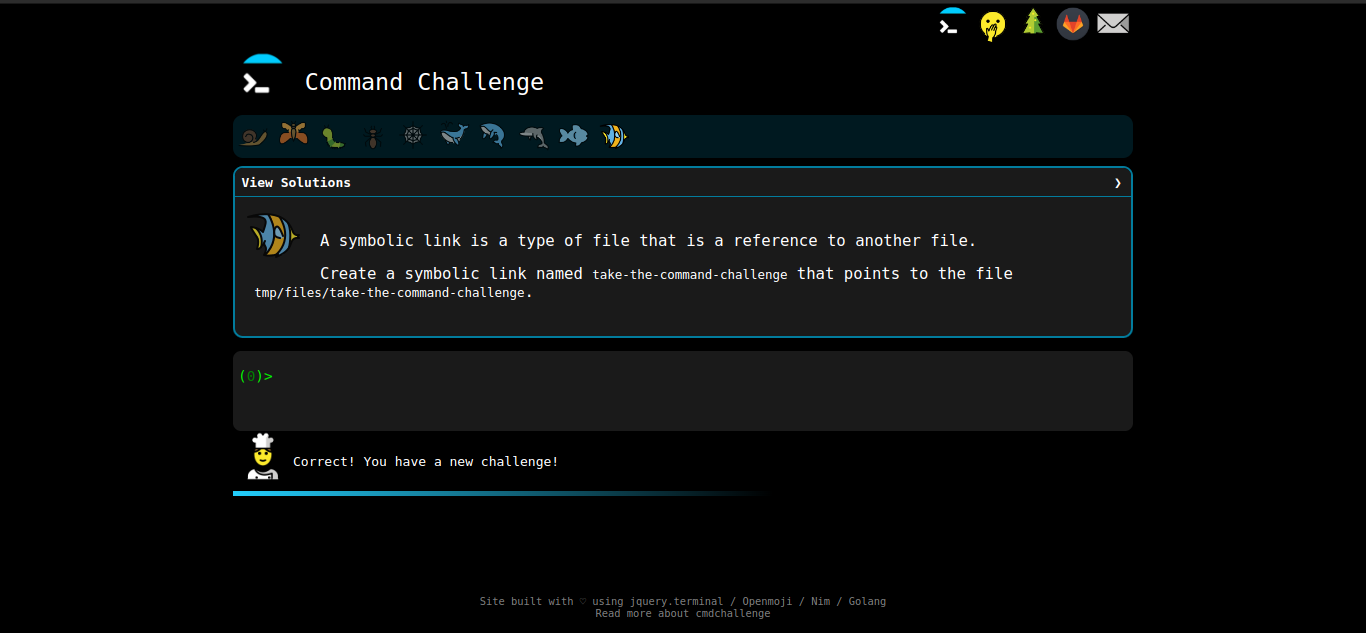 Command Challenge
View Solutions ❯
A symbolic link is a type of file that is a reference to another file.
Create a symbolic link named take-the-command-challenge that points to the file
tmp/files/take-the-command-challenge.
(0)>
Correct! You have a new challenge!
Site built with ♡ using jquery.terminal / Openmoji / Nim / Golang
Read more about cmdchallenge